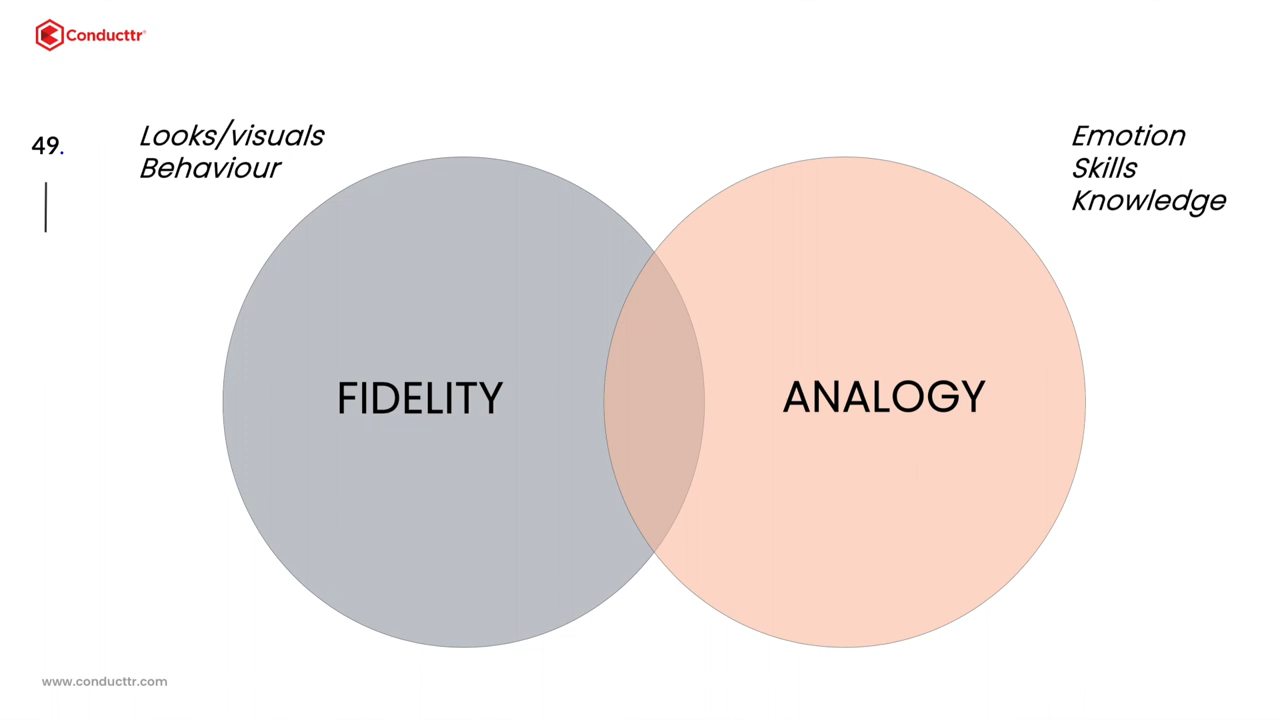 Conducttr®
49.
Looks/visuals
Behaviour
Emotion
Skills
Knowledge
FIDELITY
ANALOGY
www.conducttr.com